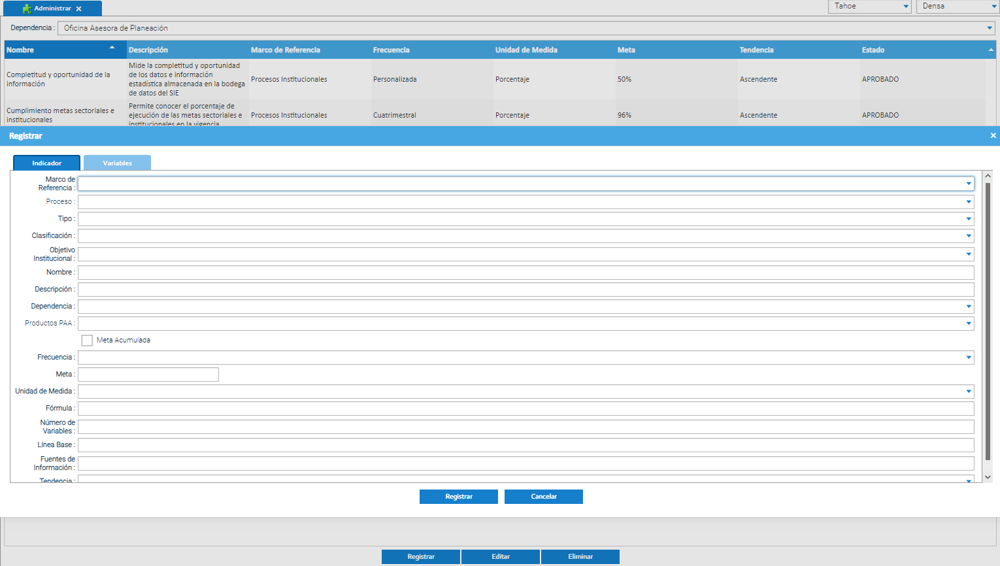 Administrar
Tahoe
Densa
Dependencia : Oficina Asesora de Planeación
Nombre Descripción Marco de Referencia Frecuencia Unidad de Medida Meta Tendencia Estado
Completitud y oportunidad de la
información
Mide la completitud y oportunidad
de los datos e información
estadística almacenada en la bodega
de datos del SIE
Procesos Institucionales Personalizada Porcentaje 50% Ascendente APROBADO
Cumplimiento metas sectoriales e
institucionales
Permite conocer el porcentaje de
ejecución de las metas sectoriales e
institucionales en la vigencia
Procesos Institucionales Cuatrimestral Porcentaje 96% Ascendente APROBADO
Registrar
Indicador Variables
Marco de
Referencia :
Proceso :
Tipo :
Clasificación :
Objetivo
Institucional :
Nombre :
Descripción :
Dependencia :
Productos PAA :
Meta Acumulada
Frecuencia :
Meta :
Unidad de Medida :
Fórmula :
Número de
Variables :
Línea Base :
Fuentes de
Información :
Tendencia :
Registrar Cancelar
Registrar Editar Eliminar